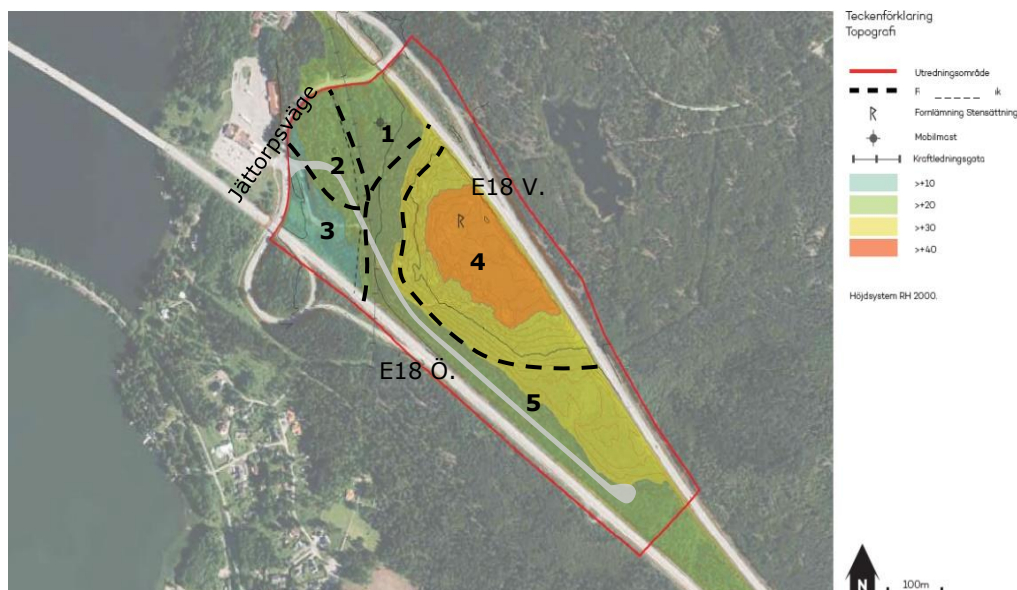 Teckenförklaring
Topografi
Utredningsområde
Fornlämning Stensättning
Mobilmast
Kraftledningsgata
>+10
>+20
>+30
>+40
Höjdsystem RH 2000.
Jättorpsväge
1
2
3
E18 V.
R
4
E18 Ö.
5
N
100m